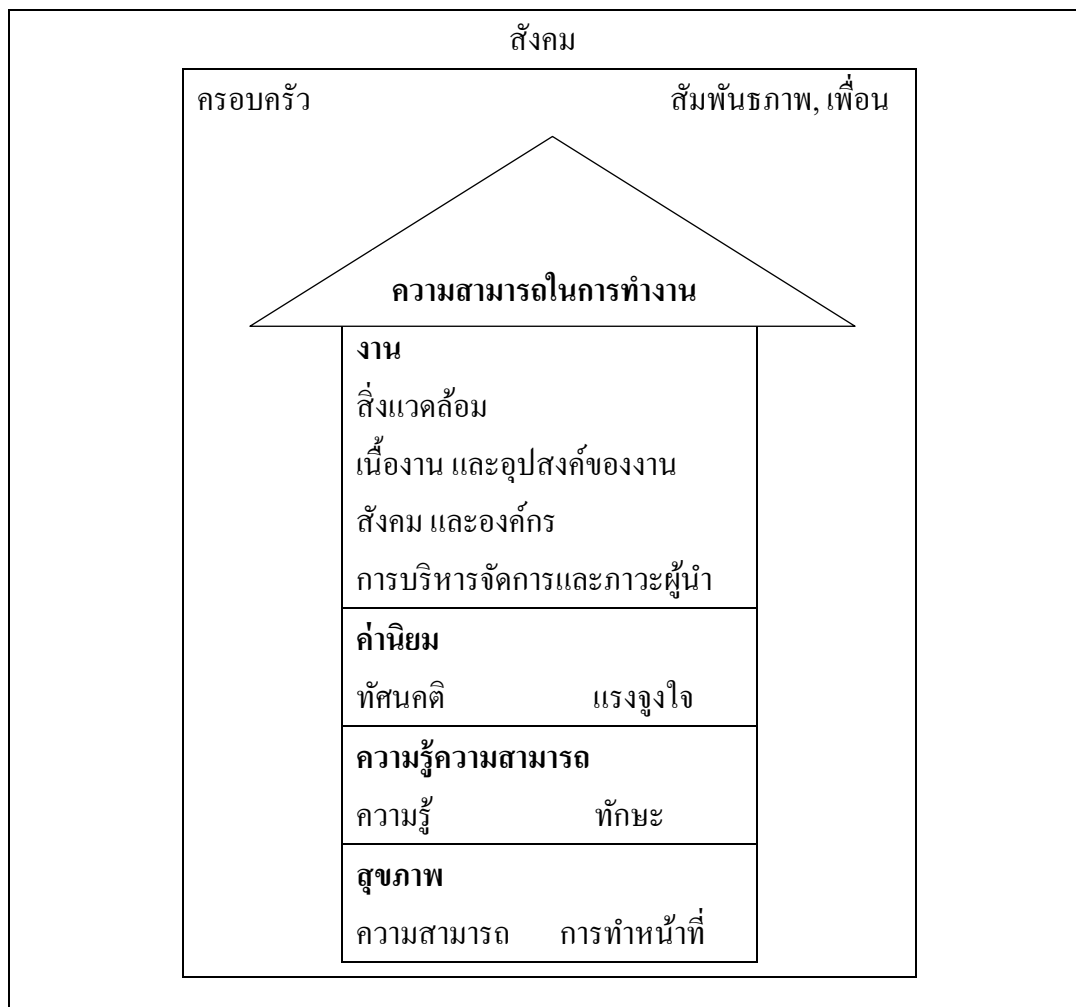 สังคม
ครอบครัว สัมพันธภาพ, เพื่อน
ความสามารถในการทำงาน
งาน
สิ่งแวดล้อม
เนื้องาน และอุปสงค์ของงาน
สังคม และองค์กร
การบริหารจัดการและภาวะผู้นำ
ค่านิยม
ทัศนคติ แรงจูงใจ
ความรู้ความสามารถ
ความรู้ ทักษะ
สุขภาพ
ความสามารถ การทำหน้าที่